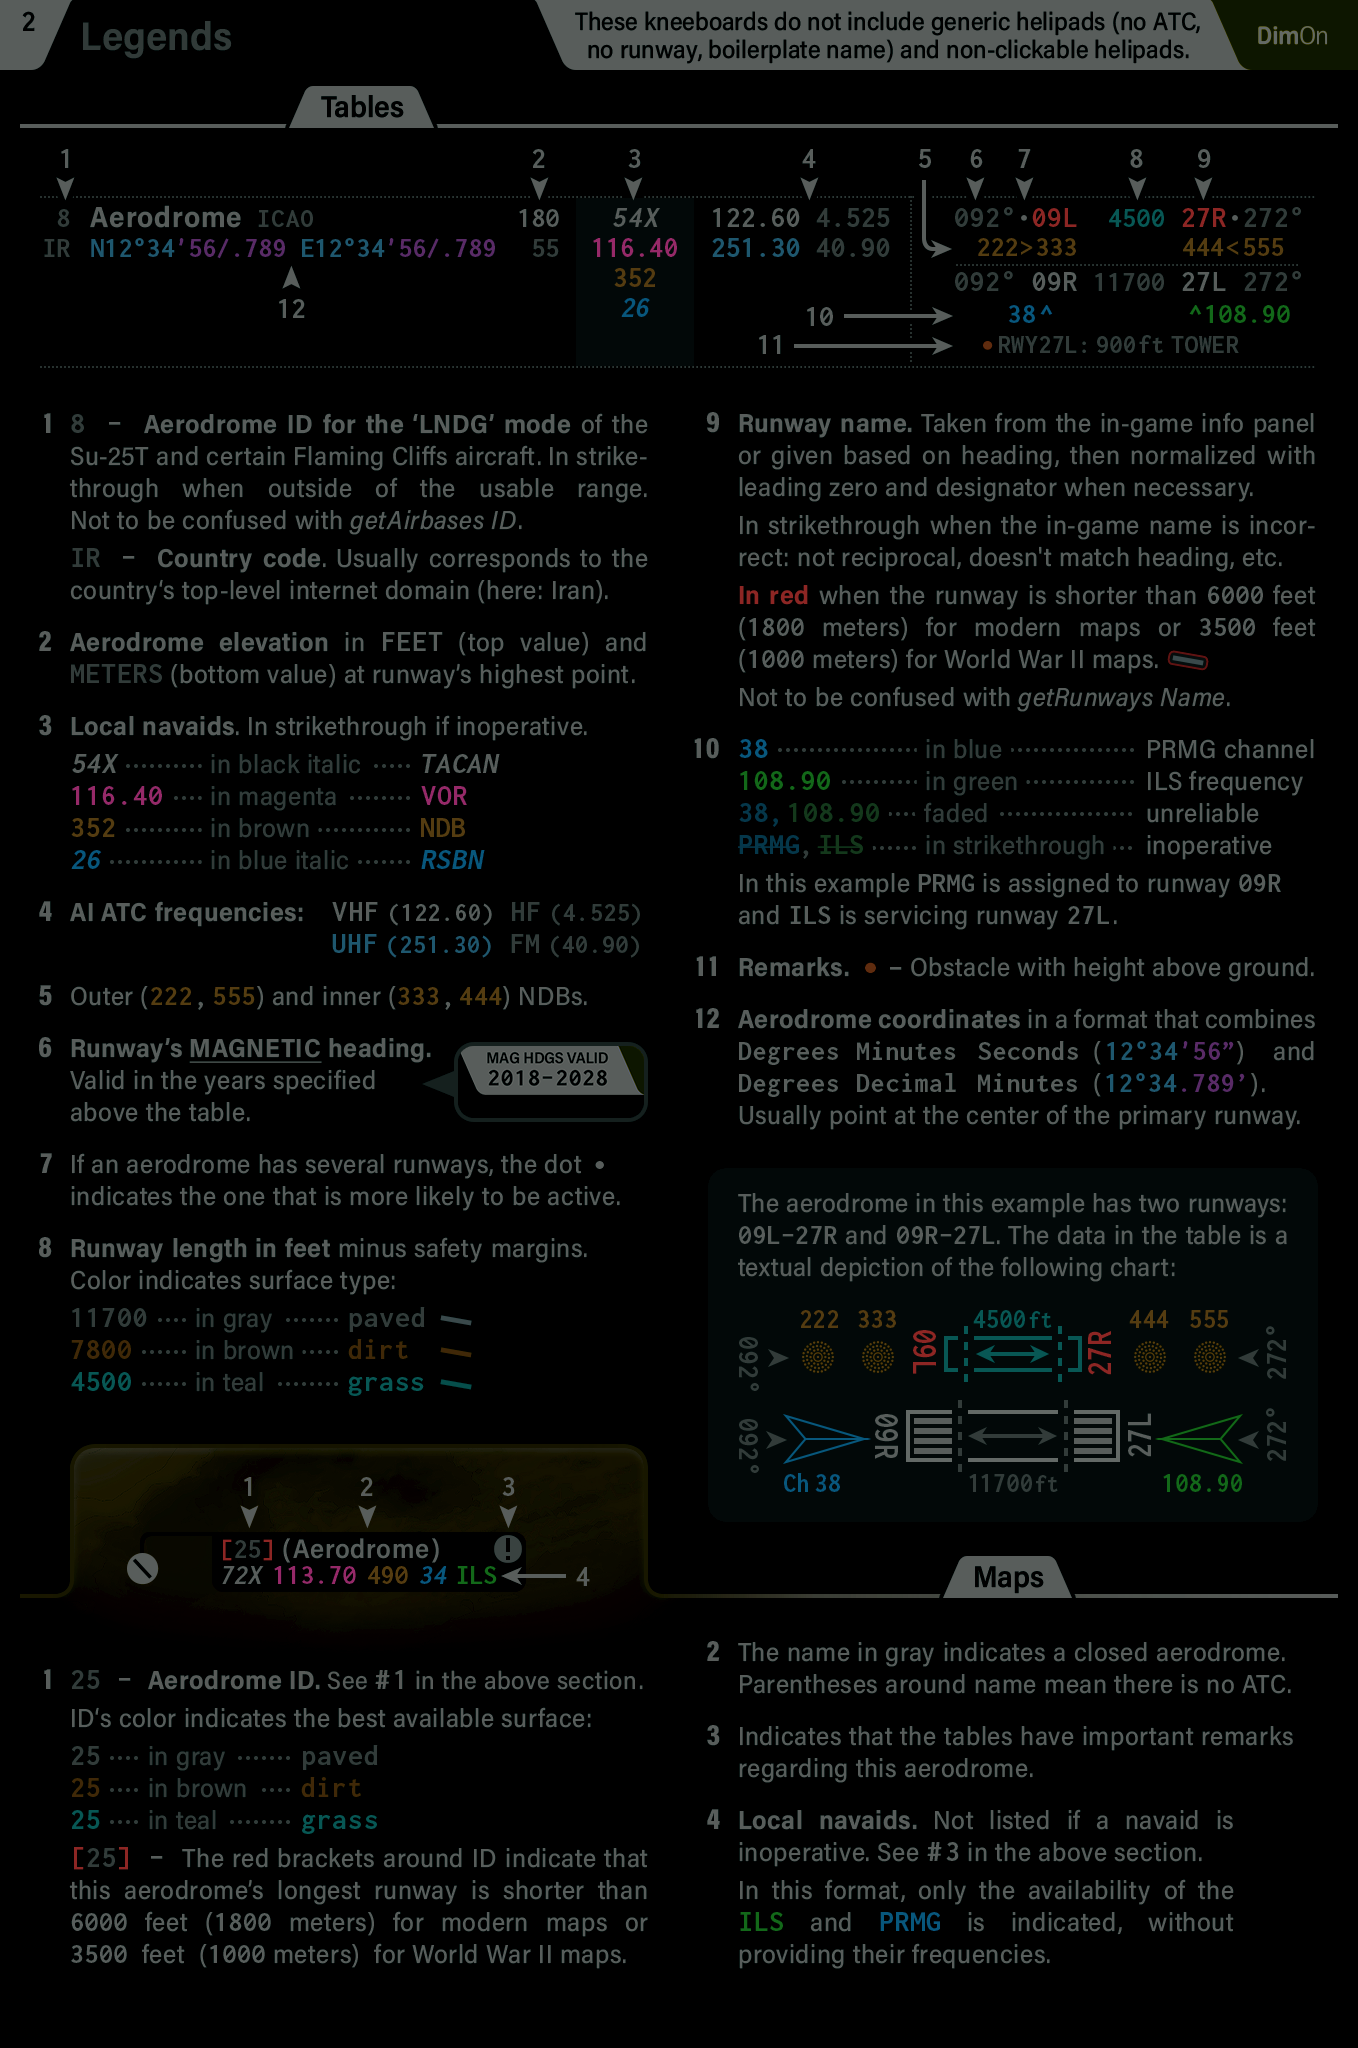 2
Legends
These kneeboards do not include generic helipads (no ATC,
no runway, boilerplate name) and non-clickable helipads.
DimOn
Tables
1 2 3 4 5 6 7 8 9
8 Aerodrome ICAO 180 54X 122.60 4.525 092°•09L 4500 27R•272°
IR N12°34'56/.789 E12°34'56/.789 55 116.40 251.30 40.90 222>333 444<555
352 092° 09R 11700 27L 272°
12 26 10 38^ ^108.90
11 •RWY27L: 900ft TOWER
1 8 – Aerodrome ID for the ‘LNDG’ mode of the
Su-25T and certain Flaming Cliffs aircraft. In strike-
through when outside of the usable range.
Not to be confused with getAirbases ID.
IR – Country code. Usually corresponds to the
country‘s top-level internet domain (here: Iran).
2 Aerodrome elevation in FEET (top value) and
METERS (bottom value) at runway’s highest point.
3 Local navaids. In strikethrough if inoperative.
54X ·········· in black italic ····· TACAN
116.40 ···· in magenta ········ VOR
352 ·········· in brown ············ NDB
26 ············ in blue italic ······· RSBN
4 AI ATC frequencies: VHF (122.60) HF (4.525)
UHF (251.30) FM (40.90)
5 Outer (222, 555) and inner (333, 444) NDBs.
6 Runway’s MAGNETIC heading.
Valid in the years specified
above the table.
MAG HDGS VALID
2018–2028
7 If an aerodrome has several runways, the dot •
indicates the one that is more likely to be active.
8 Runway length in feet minus safety margins.
Color indicates surface type:
11700 ···· in gray ······· paved
7800 ······ in brown ····· dirt
4500 ······ in teal ········ grass
9 Runway name. Taken from the in-game info panel
or given based on heading, then normalized with
leading zero and designator when necessary.
In strikethrough when the in-game name is incor-
rect: not reciprocal, doesn't match heading, etc.
In red when the runway is shorter than 6000 feet
(1800 meters) for modern maps or 3500 feet
(1000 meters) for World War II maps.
Not to be confused with getRunways Name.
10 38 ·················· in blue ················ PRMG channel
108.90 ·········· in green ·············· ILS frequency
38, 108.90 ···· faded ·················· unreliable
PRMG, ILS ······ in strikethrough ··· inoperative
In this example PRMG is assigned to runway 09R
and ILS is servicing runway 27L.
11 Remarks. • – Obstacle with height above ground.
12 Aerodrome coordinates in a format that combines
Degrees Minutes Seconds (12°34’56”) and
Degrees Decimal Minutes (12°34.789’).
Usually point at the center of the primary runway.
The aerodrome in this example has two runways:
09L–27R and 09R–27L. The data in the table is a
textual depiction of the following chart:
222 333 4500ft 444 555
092° 09L 27R 272°
092° 09R 27L 272°
Ch 38 11700ft 108.90
1 2 3
[25] (Aerodrome) !
72X 113.70 490 34 ILS 4
Maps
1 25 – Aerodrome ID. See #1 in the above section.
ID‘s color indicates the best available surface:
25 ···· in gray ······· paved
25 ···· in brown ···· dirt
25 ···· in teal ········ grass
[25] – The red brackets around ID indicate that
this aerodrome’s longest runway is shorter than
6000 feet (1800 meters) for modern maps or
3500 feet (1000 meters) for World War II maps.
2 The name in gray indicates a closed aerodrome.
Parentheses around name mean there is no ATC.
3 Indicates that the tables have important remarks
regarding this aerodrome.
4 Local navaids. Not listed if a navaid is
inoperative. See #3 in the above section.
In this format, only the availability of the
ILS and PRMG is indicated, without
providing their frequencies.